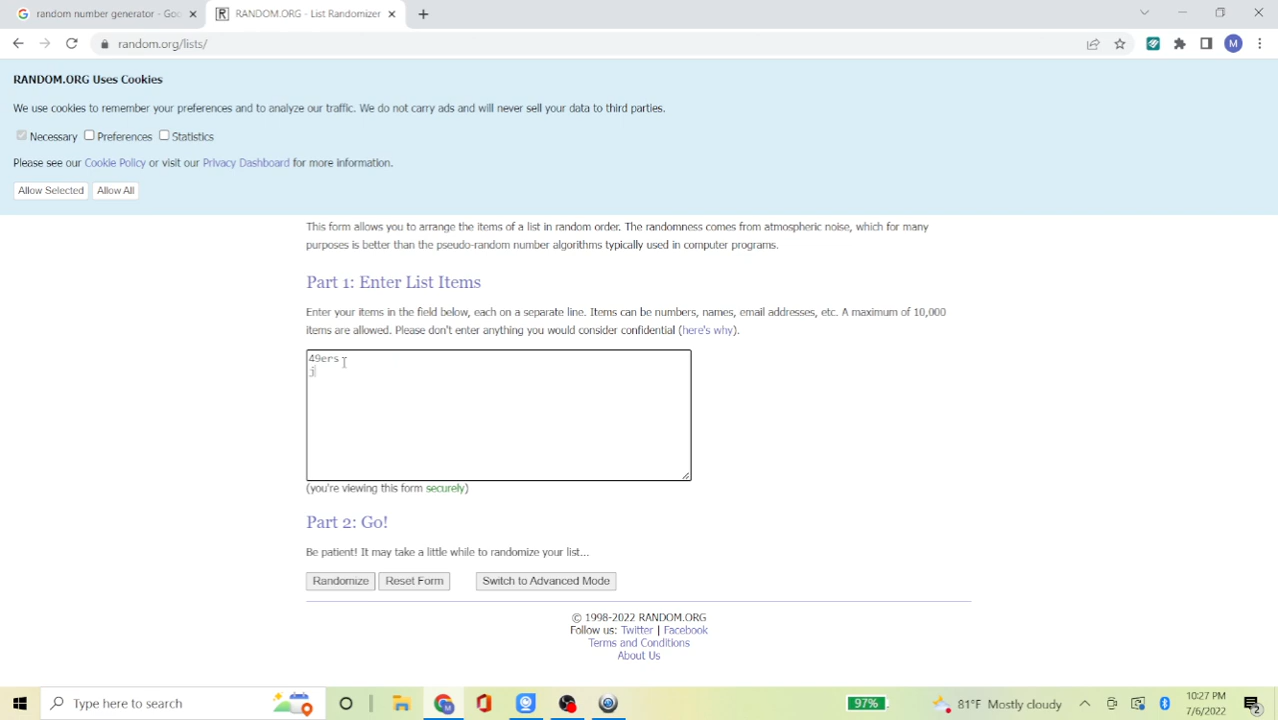 random number generator - Goo
RANDOM.ORG - List Randomizer
random.org/lists/
M
RANDOM.ORG Uses Cookies
We use cookies to remember your preferences and to analyze our traffic. We do not carry ads and will never sell your data to third parties.
Necessary Preferences Statistics
Please see our Cookie Policy or visit our Privacy Dashboard for more information.
Allow Selected Allow All
This form allows you to arrange the items of a list in random order. The randomness comes from atmospheric noise, which for many
purposes is better than the pseudo-random number algorithms typically used in computer programs.
Part 1: Enter List Items
Enter your items in the field below, each on a separate line. Items can be numbers, names, email addresses, etc. A maximum of 10,000
items are allowed. Please don't enter anything you would consider confidential (here's why).
49ers
j
(you're viewing this form securely)
Part 2: Go!
Be patient! It may take a little while to randomize your list...
Randomize Reset Form Switch to Advanced Mode
© 1998-2022 RANDOM.ORG
Follow us: Twitter | Facebook
Terms and Conditions
About Us
Type here to search
97%
81°F Mostly cloudy
10:27 PM
7/6/2022
2